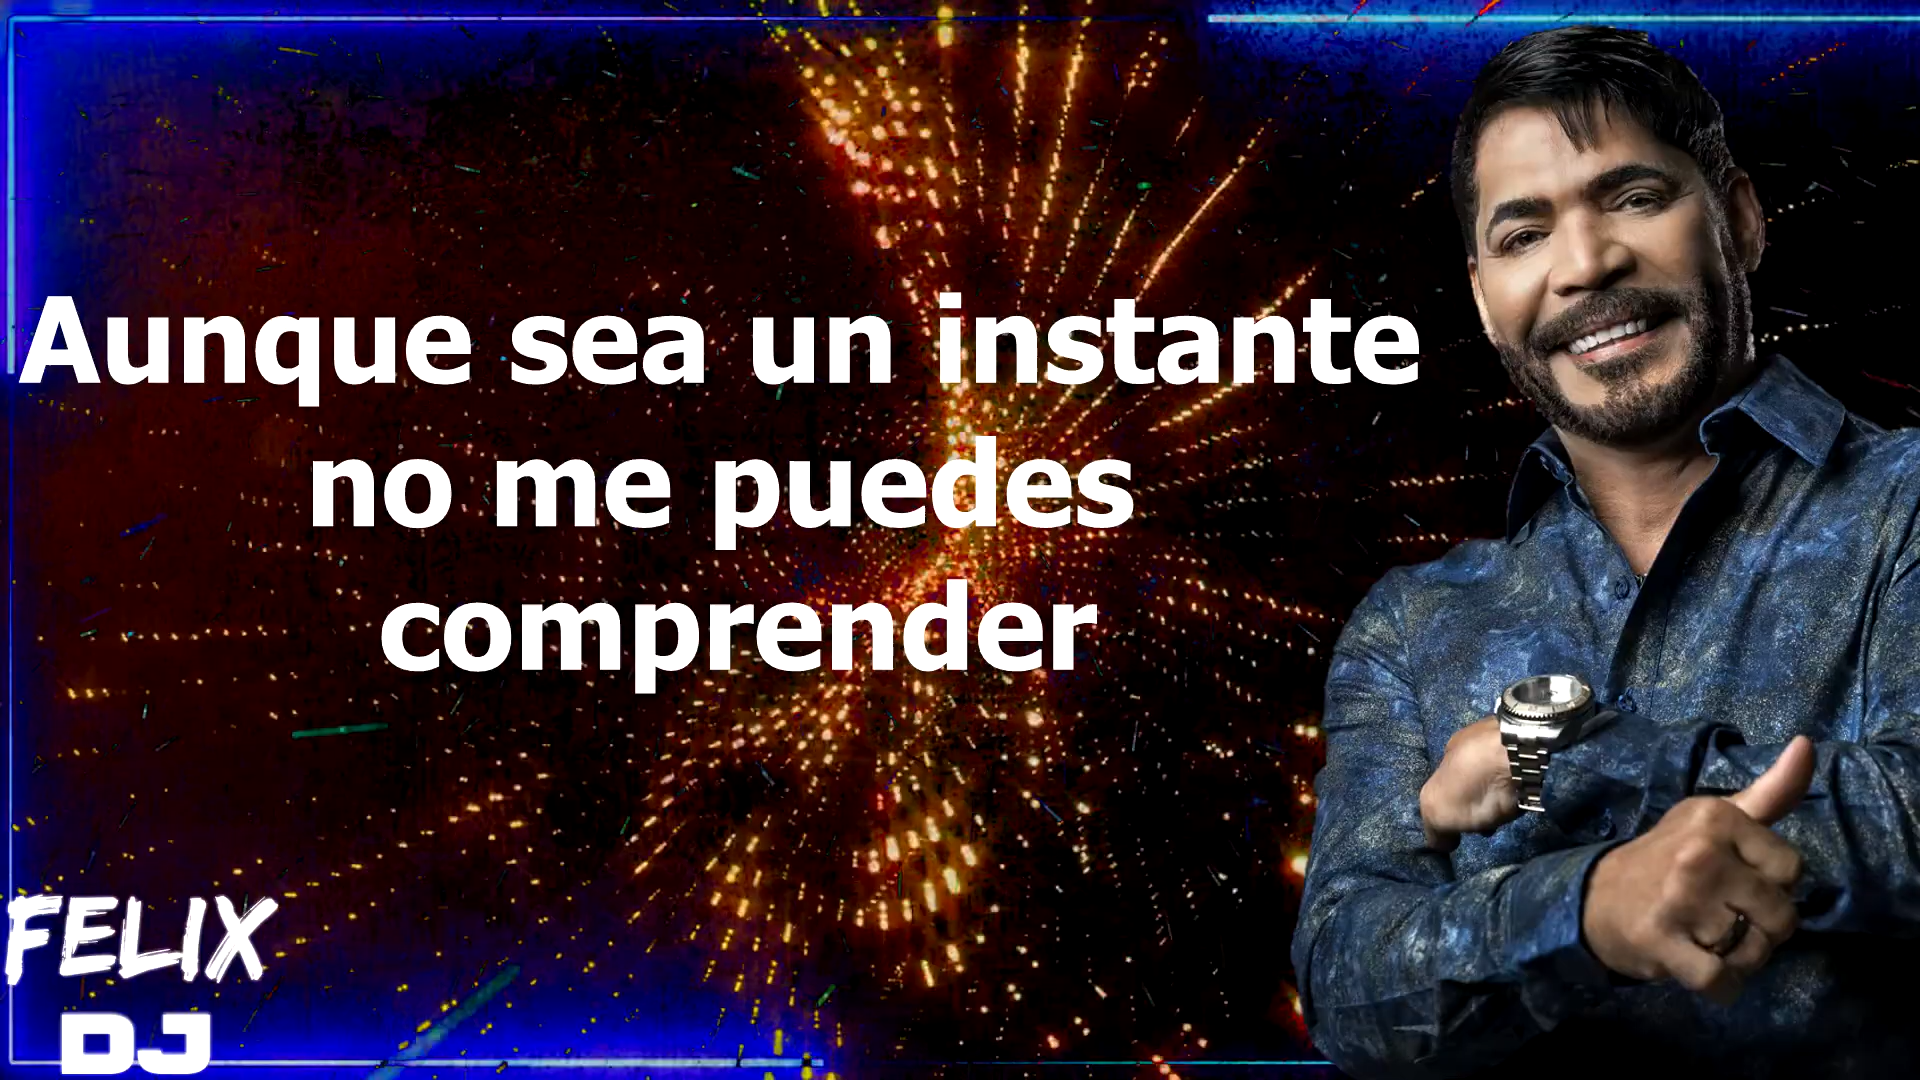 Aunque sea un instante
no me puedes
comprender
FELIX
DJ